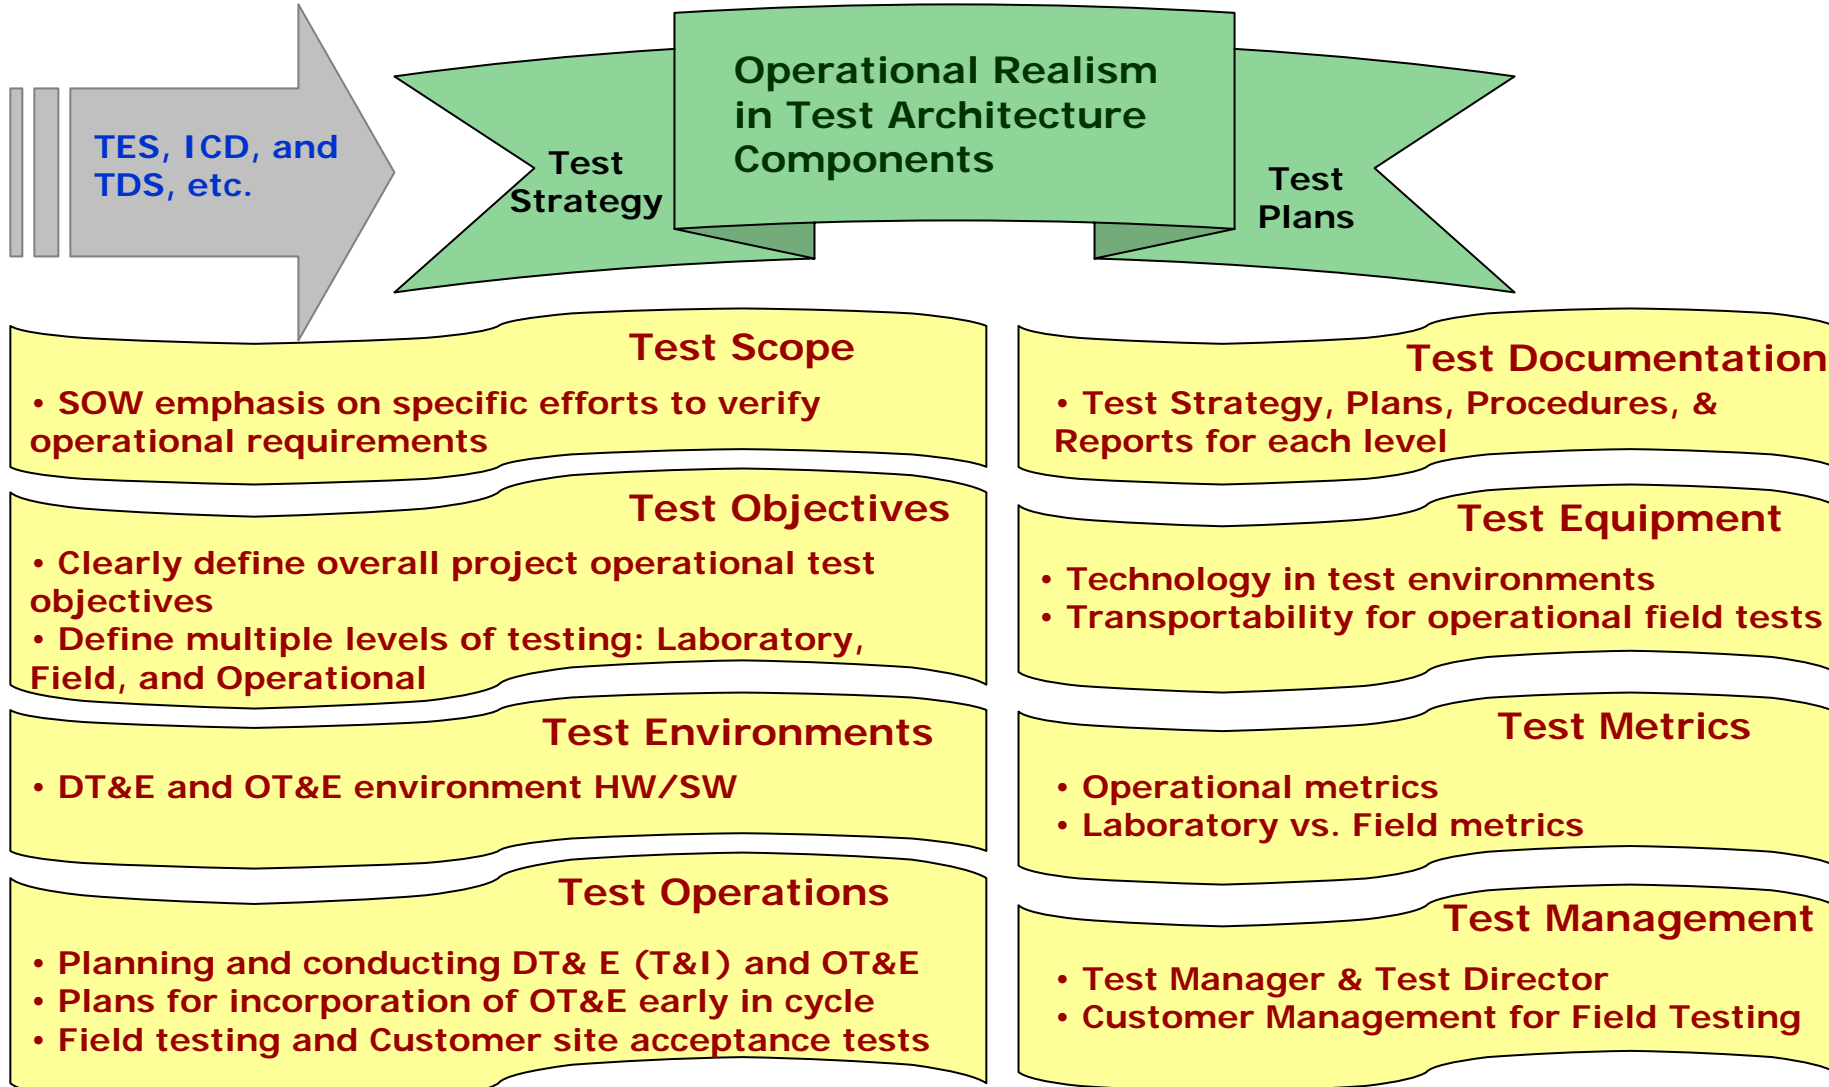 TES, ICD, and
TDS, etc.
Test
Strategy
Operational Realism
in Test Architecture
Components
Test
Plans
Test Scope
• SOW emphasis on specific efforts to verify
operational requirements
Test Objectives
• Clearly define overall project operational test
objectives
• Define multiple levels of testing: Laboratory,
Field, and Operational
Test Environments
• DT&E and OT&E environment HW/SW
Test Operations
• Planning and conducting DT& E (T&I) and OT&E
• Plans for incorporation of OT&E early in cycle
• Field testing and Customer site acceptance tests
Test Documentation
• Test Strategy, Plans, Procedures, &
Reports for each level
Test Equipment
• Technology in test environments
• Transportability for operational field tests
Test Metrics
• Operational metrics
• Laboratory vs. Field metrics
Test Management
• Test Manager & Test Director
• Customer Management for Field Testing